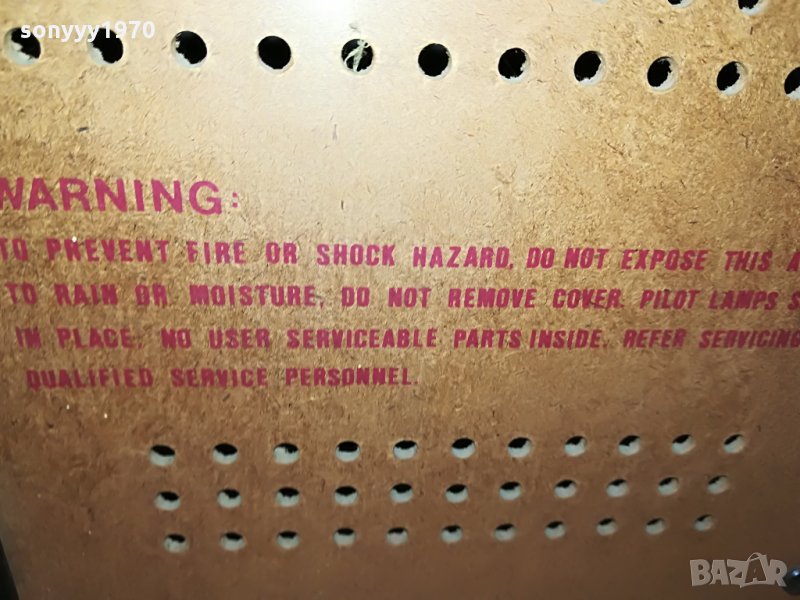 sonyyy1970
WARNING:
TO PREVENT FIRE OR SHOCK HAZARD, DO NOT EXPOSE THIS A
TO RAIN OR MOISTURE, DO NOT REMOVE COVER. PILOT LAMPS S
IN PLACE. NO USER SERVICEABLE PARTS INSIDE. REFER SERVICING
QUALIFIED SERVICE PERSONNEL.
BAZAR